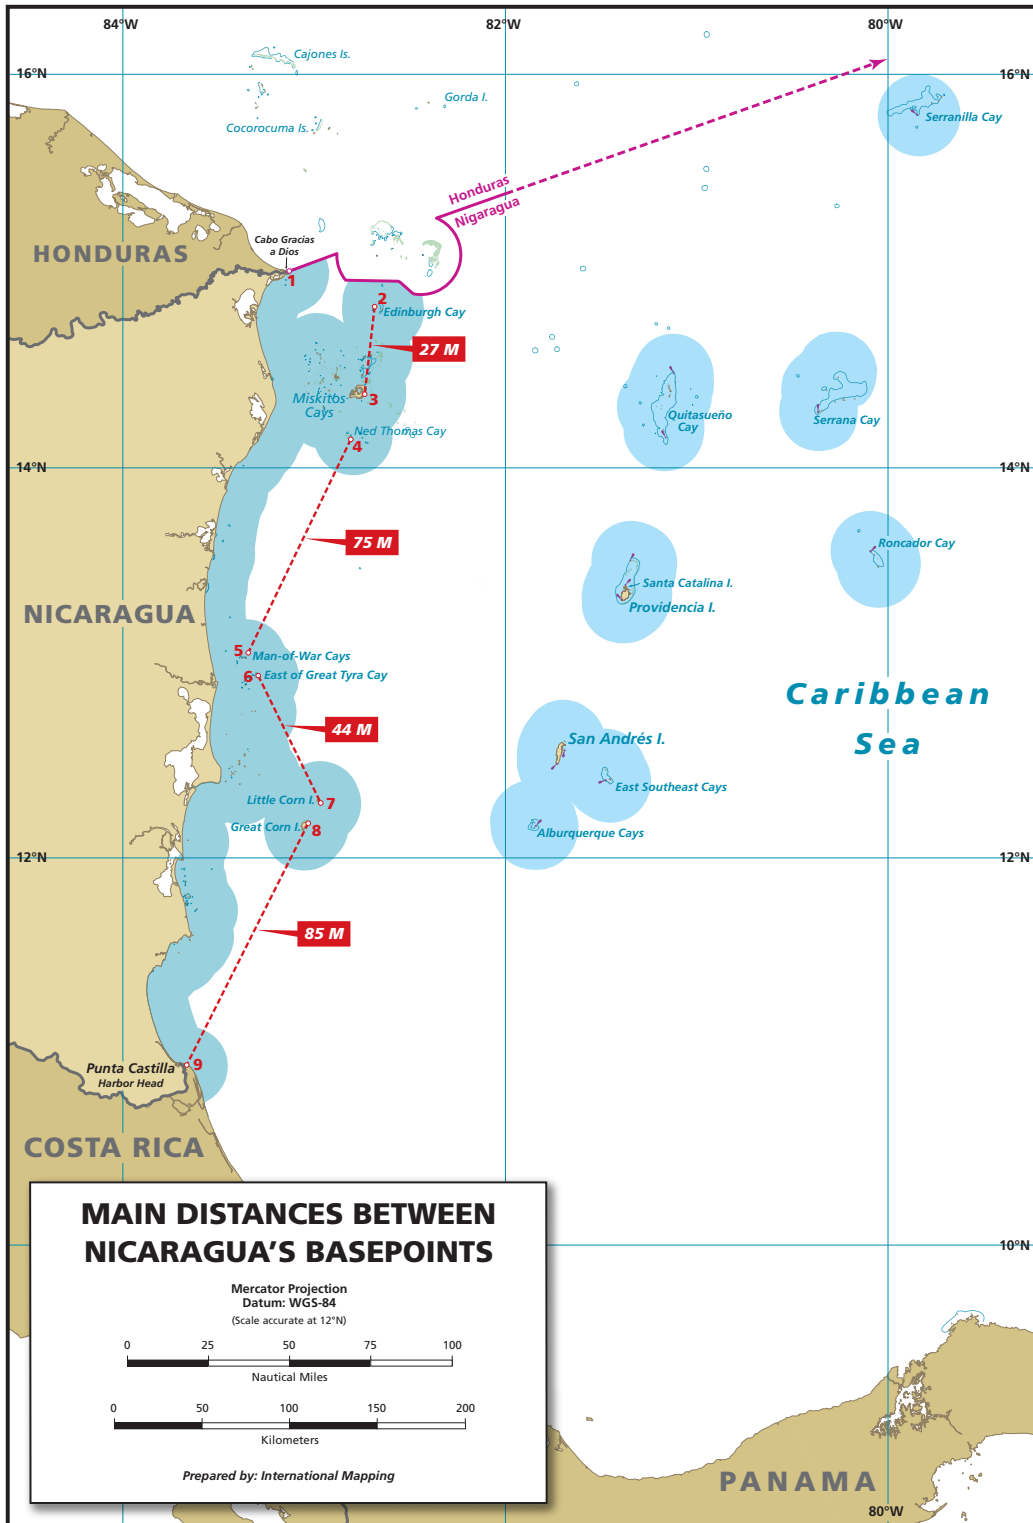 84°W
82°W
80°W
16°N
16°N
Cajones Is.
Gorda I.
Cocorocuma Is.
Serranilla Cay
Honduras
Nigaragua
HONDURAS
Cabo Gracias
a Dios
1
2
Edinburgh Cay
27 M
Miskitos
Cays
3
Ned Thomas Cay
4
Quitasueño
Cay
Serrana Cay
14°N
14°N
75 M
Roncador Cay
Santa Catalina I.
Providencia I.
NICARAGUA
5
Man-of-War Cays
6
East of Great Tyra Cay
Caribbean
Sea
44 M
San Andrés I.
East Southeast Cays
Little Corn I.
7
Great Corn I.
8
Alburquerque Cays
12°N
12°N
85 M
Punta Castilla
Harbor Head
9
COSTA RICA
10°N
MAIN DISTANCES BETWEEN
NICARAGUA'S BASEPOINTS
Mercator Projection
Datum: WGS-84
(Scale accurate at 12°N)
0 25 50 75 100
Nautical Miles
0 50 100 150 200
Kilometers
Prepared by: International Mapping
PANAMA
80°W